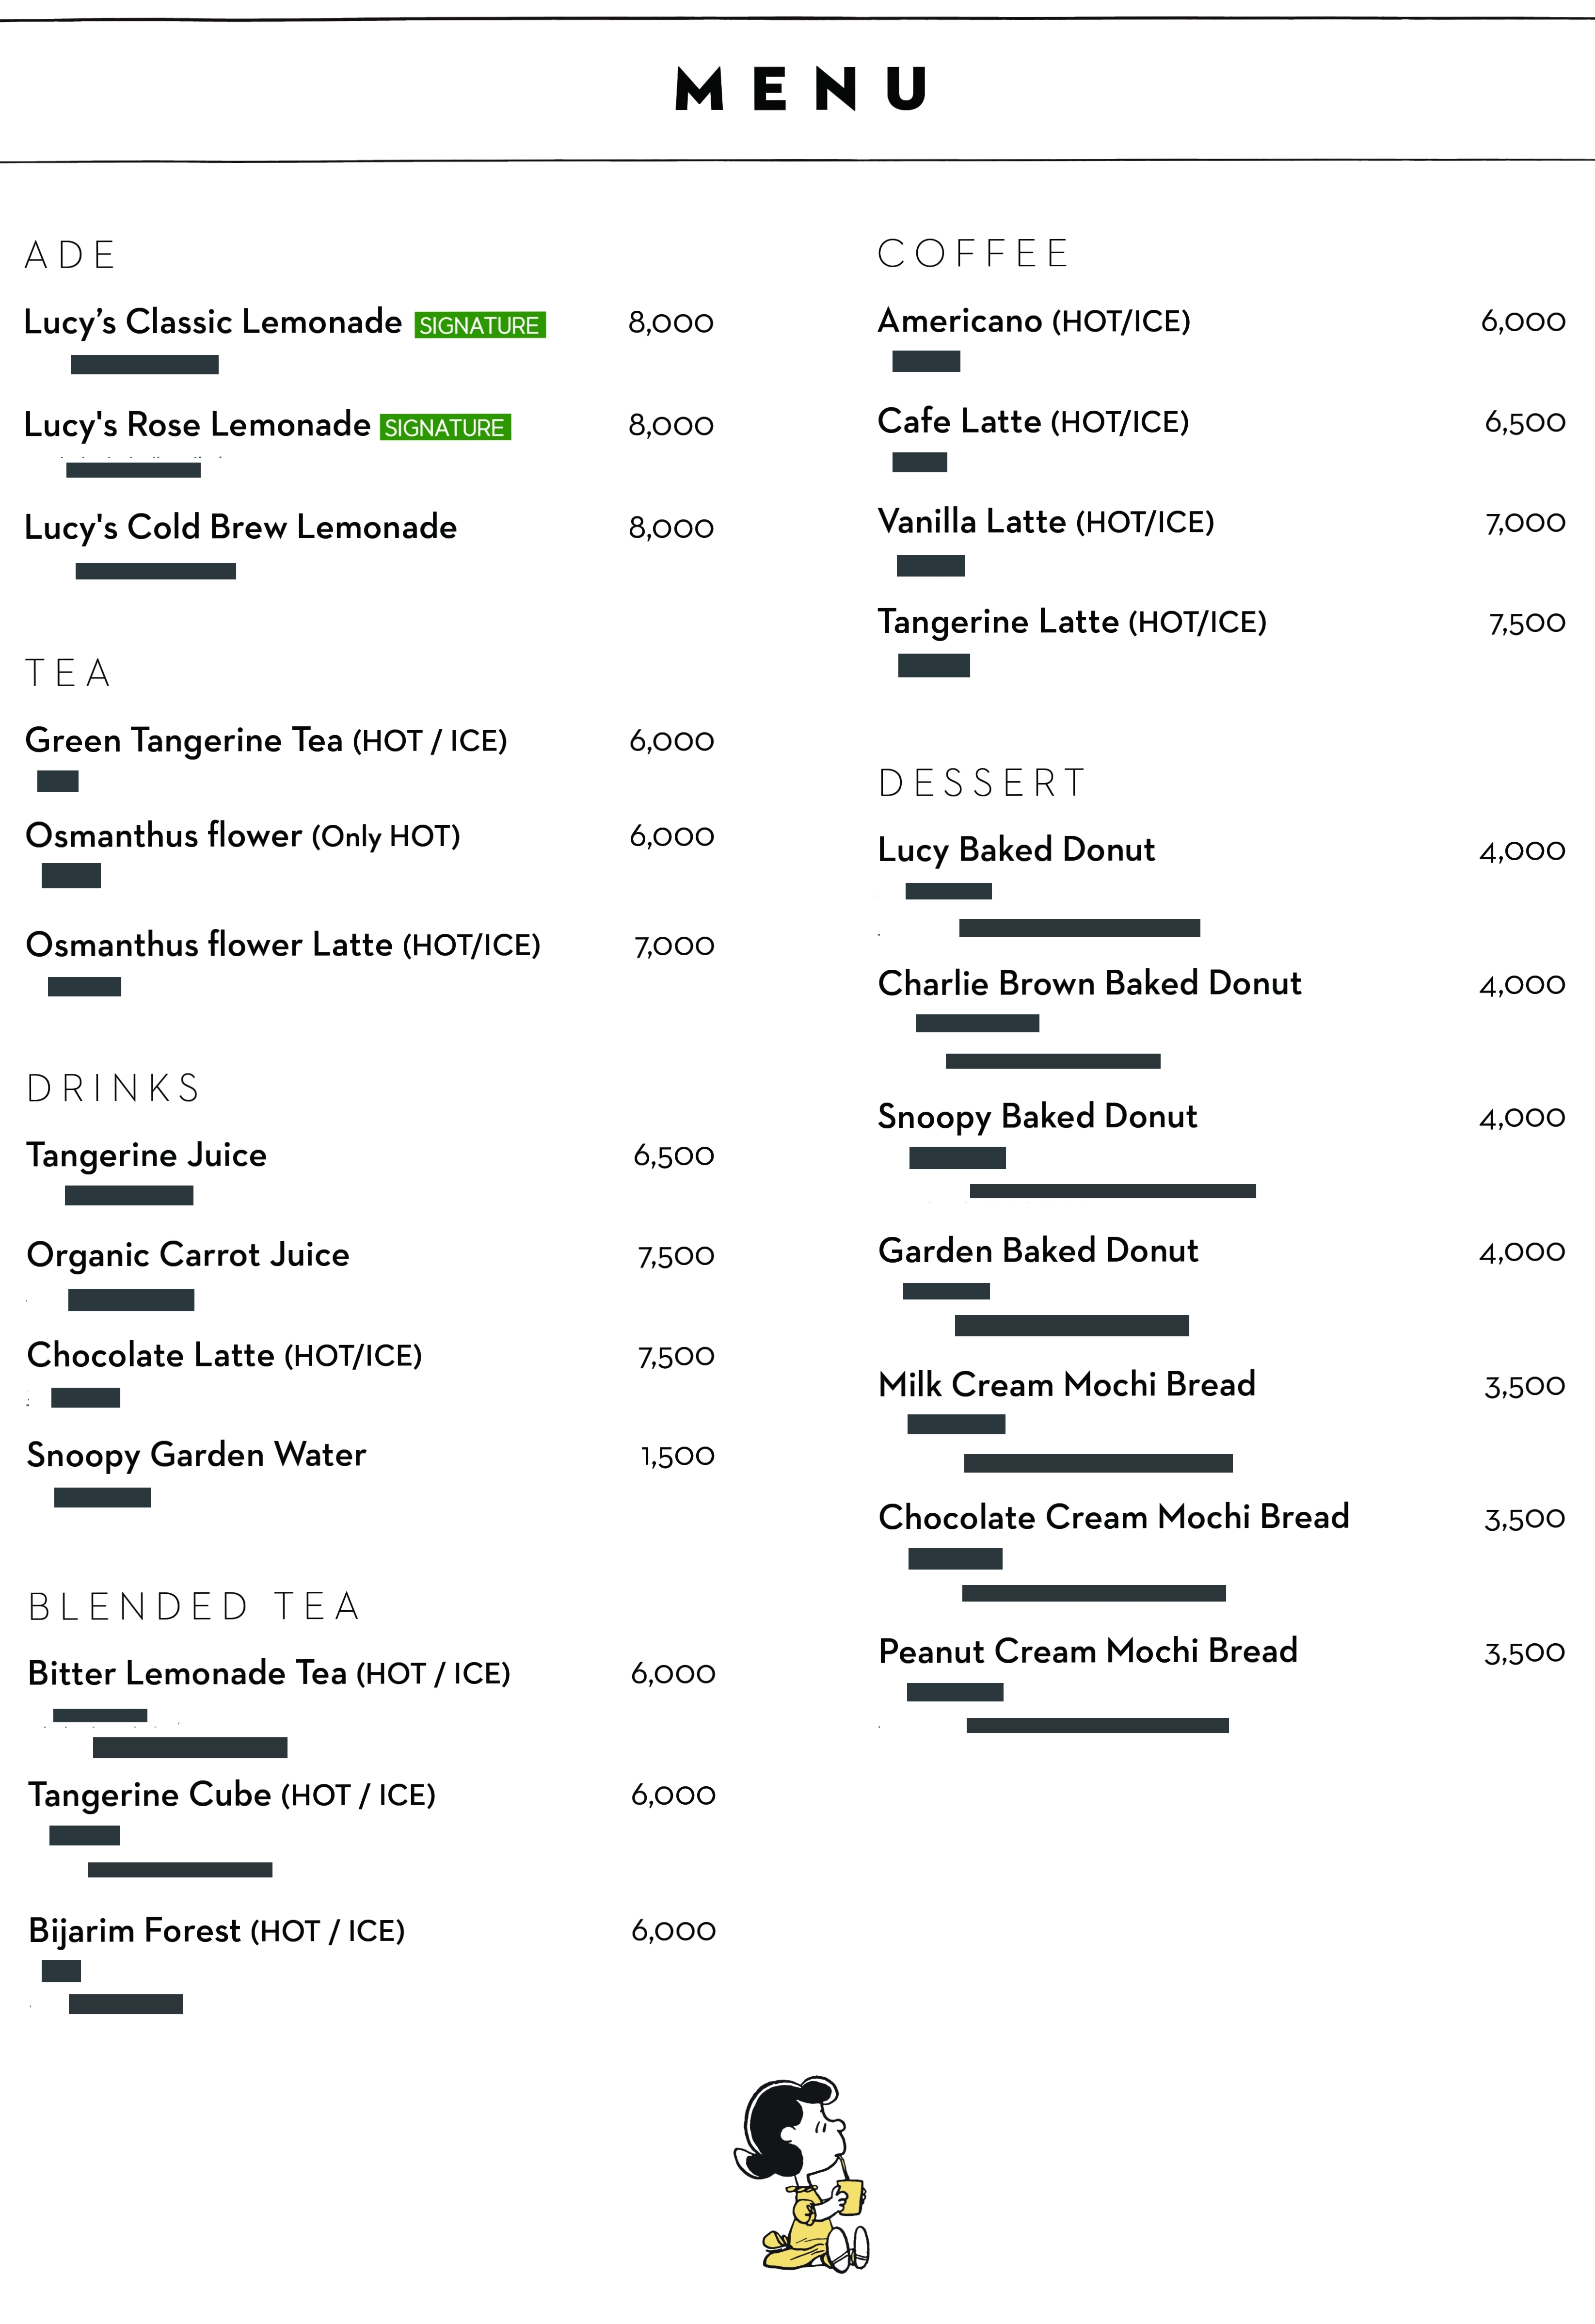 MENU
ADE
Lucy’s Classic Lemonade SIGNATURE 8,000
Lucy's Rose Lemonade SIGNATURE 8,000
Lucy's Cold Brew Lemonade 8,000
TEA
Green Tangerine Tea (HOT / ICE) 6,000
Osmanthus flower (Only HOT) 6,000
Osmanthus flower Latte (HOT/ICE) 7,000
DRINKS
Tangerine Juice 6,500
Organic Carrot Juice 7,500
Chocolate Latte (HOT/ICE) 7,500
Snoopy Garden Water 1,500
BLENDED TEA
Bitter Lemonade Tea (HOT / ICE) 6,000
Tangerine Cube (HOT / ICE) 6,000
Bijarim Forest (HOT / ICE) 6,000
COFFEE
Americano (HOT/ICE) 6,000
Cafe Latte (HOT/ICE) 6,500
Vanilla Latte (HOT/ICE) 7,000
Tangerine Latte (HOT/ICE) 7,500
DESSERT
Lucy Baked Donut 4,000
Charlie Brown Baked Donut 4,000
Snoopy Baked Donut 4,000
Garden Baked Donut 4,000
Milk Cream Mochi Bread 3,500
Chocolate Cream Mochi Bread 3,500
Peanut Cream Mochi Bread 3,500